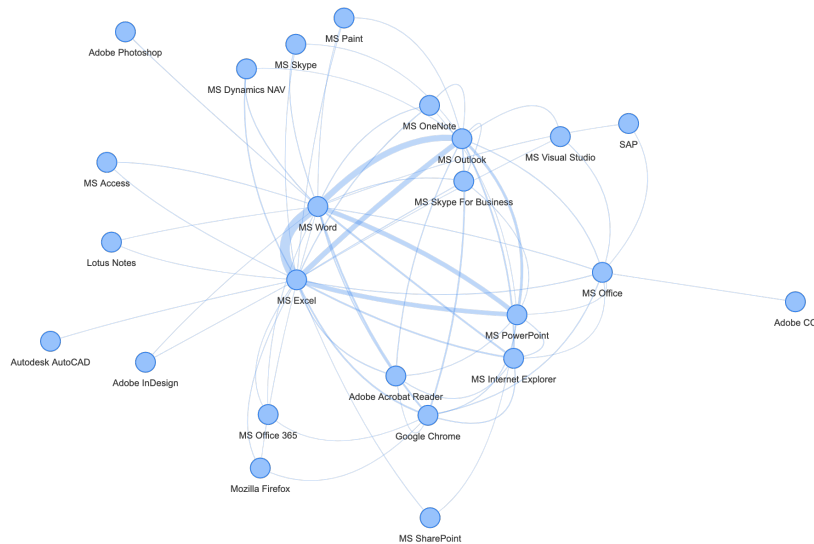 MS Paint
Adobe Photoshop
MS Skype
MS Dynamics NAV
MS OneNote
MS Outlook
MS Visual Studio
SAP
MS Access
MS Skype For Business
MS Word
Lotus Notes
MS Office
MS Excel
Adobe CC
MS PowerPoint
Autodesk AutoCAD
Adobe InDesign
MS Internet Explorer
Adobe Acrobat Reader
MS Office 365
Google Chrome
Mozilla Firefox
MS SharePoint